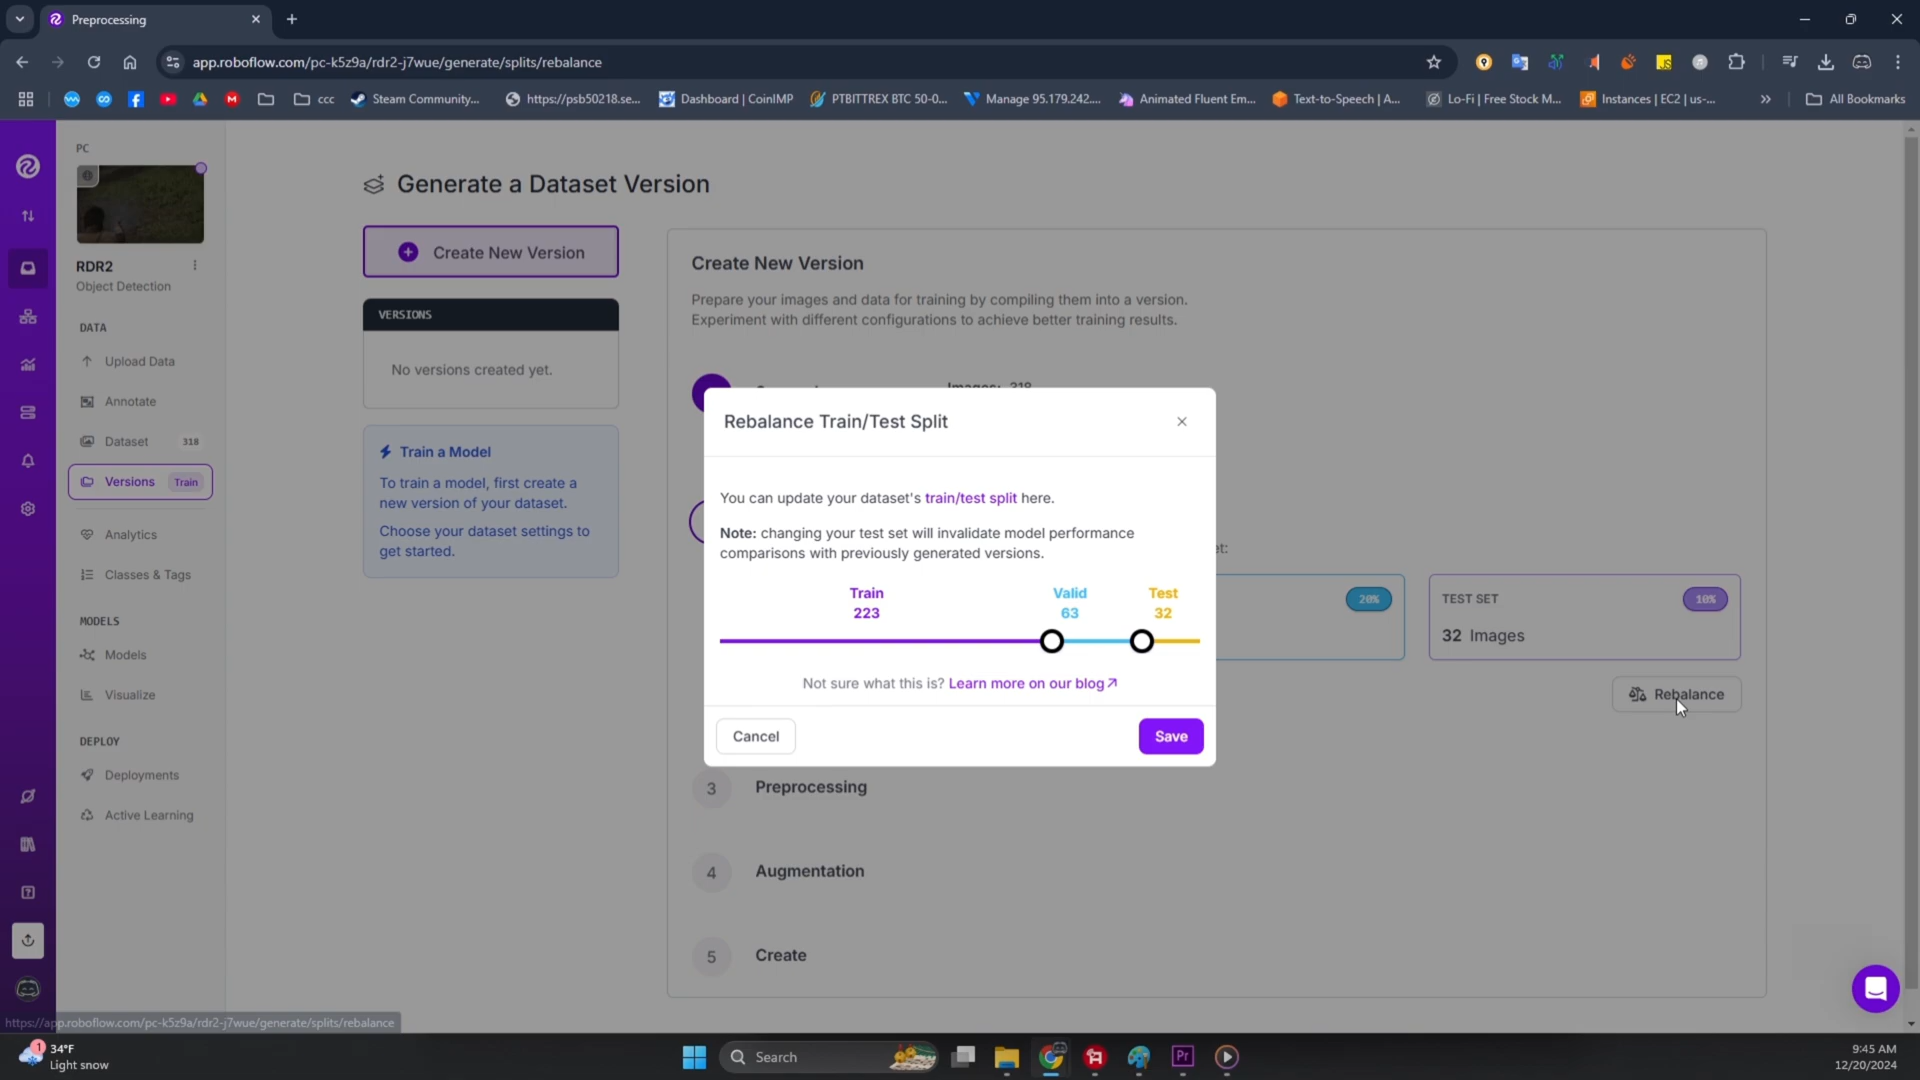 Preprocessing
app.roboflow.com/pc-k5z9a/rdr2-j7wue/generate/splits/rebalance
ccc
Steam Community...
https://psb50218.se...
Dashboard | CoinIMP
PTBITTREX BTC 50-0...
Manage 95.179.242....
Animated Fluent Em...
Text-to-Speech | A...
Lo-Fi | Free Stock M...
Instances | EC2 | us-...
All Bookmarks
PC
RDR2
Object Detection
DATA
Upload Data
Annotate
Dataset 318
Versions Train
Analytics
Classes & Tags
MODELS
Models
Visualize
DEPLOY
Deployments
Active Learning
Generate a Dataset Version
Create New Version
VERSIONS
No versions created yet.
Train a Model
To train a model, first create a
new version of your dataset.
Choose your dataset settings to
get started.
Create New Version
Prepare your images and data for training by compiling them into a version.
Experiment with different configurations to achieve better training results.
Images: 318
Rebalance Train/Test Split
You can update your dataset's train/test split here.
Note: changing your test set will invalidate model performance
comparisons with previously generated versions.
Train
223
Valid
63
Test
32
Not sure what this is? Learn more on our blog
Cancel
Save
20%
TEST SET
10%
32 Images
Rebalance
3 Preprocessing
4 Augmentation
5 Create
https://app.roboflow.com/pc-k5z9a/rdr2-j7wue/generate/splits/rebalance
1
34°F
Light snow
Search
Pr
9:45 AM
12/20/2024